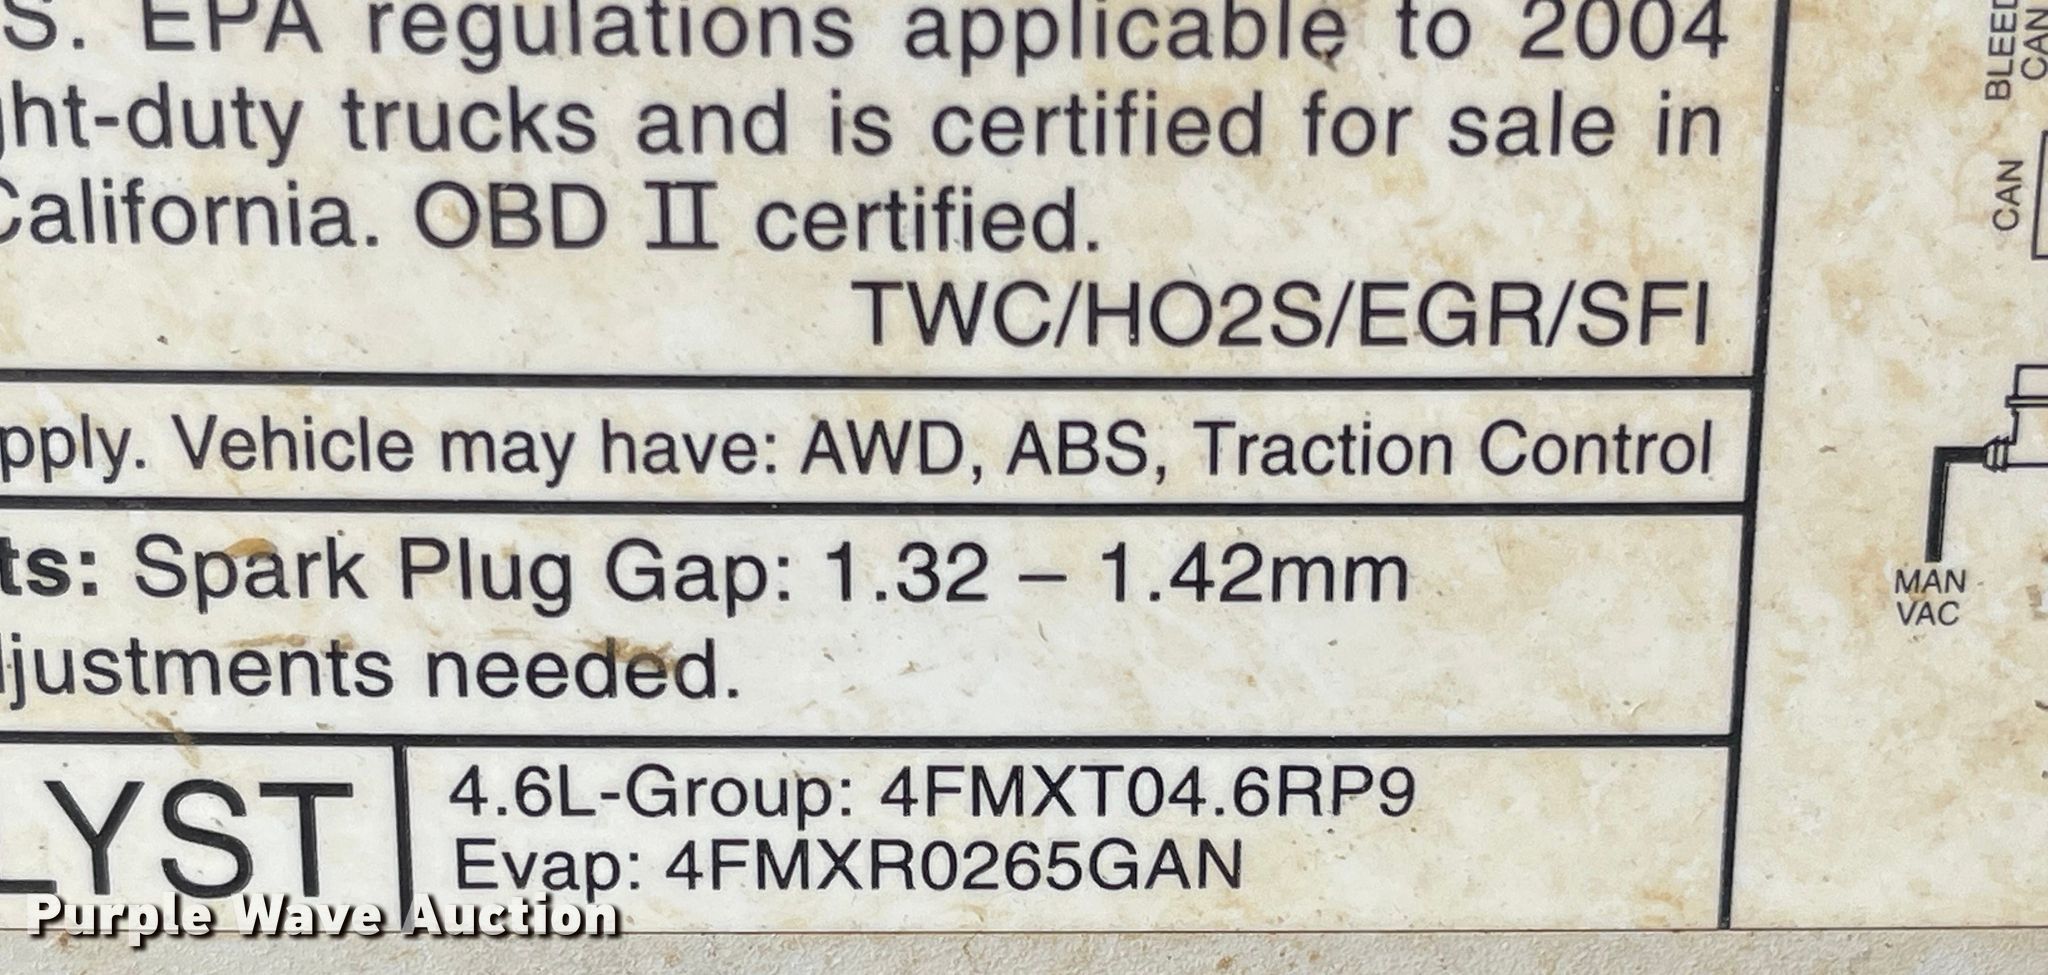 S. EPA regulations applicable to 2004
ght-duty trucks and is certified for sale in
California. OBD II certified.
TWC/HO2S/EGR/SFI
pply. Vehicle may have: AWD, ABS, Traction Control
ts: Spark Plug Gap: 1.32 – 1.42mm
djustments needed.
LYST
4.6L-Group: 4FMXT04.6RP9
Evap: 4FMXR0265GAN
BLEED
CAN
CAN
MAN
VAC
Purple Wave Auction